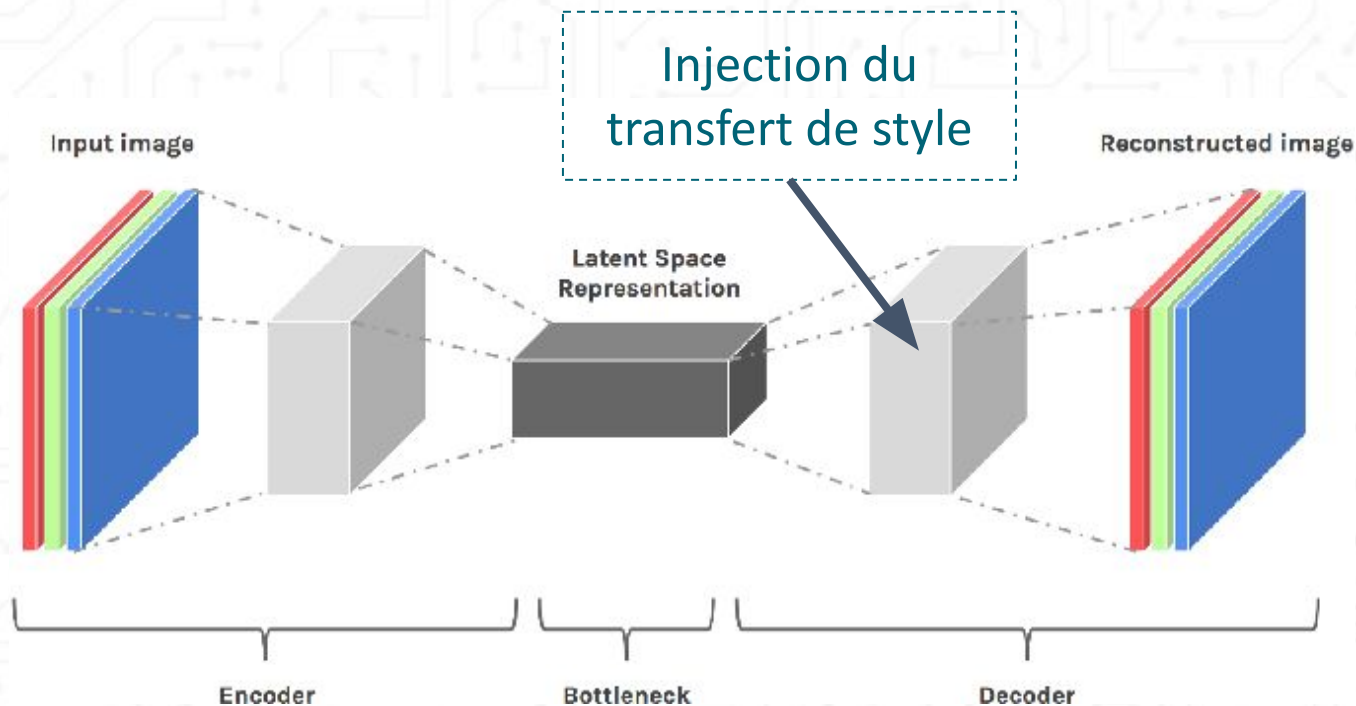 Injection du
transfert de style
Input image
Reconstructed image
Latent Space
Representation
Encoder
Bottleneck
Decoder